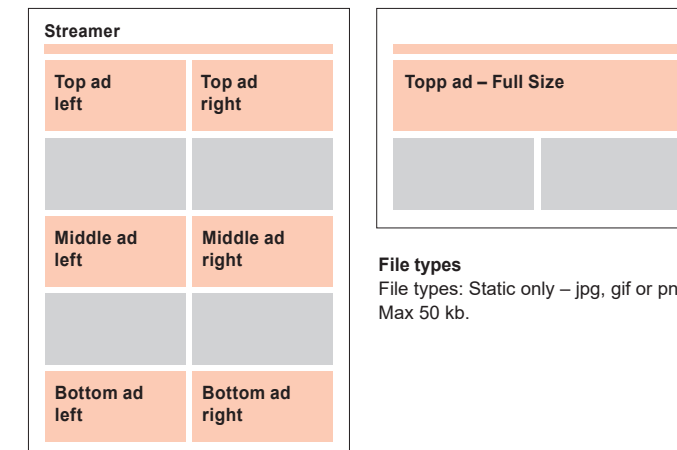 Streamer
Top ad
left
Top ad
right
Middle ad
left
Middle ad
right
Bottom ad
left
Bottom ad
right
Topp ad – Full Size
File types
File types: Static only – jpg, gif or pn
Max 50 kb.